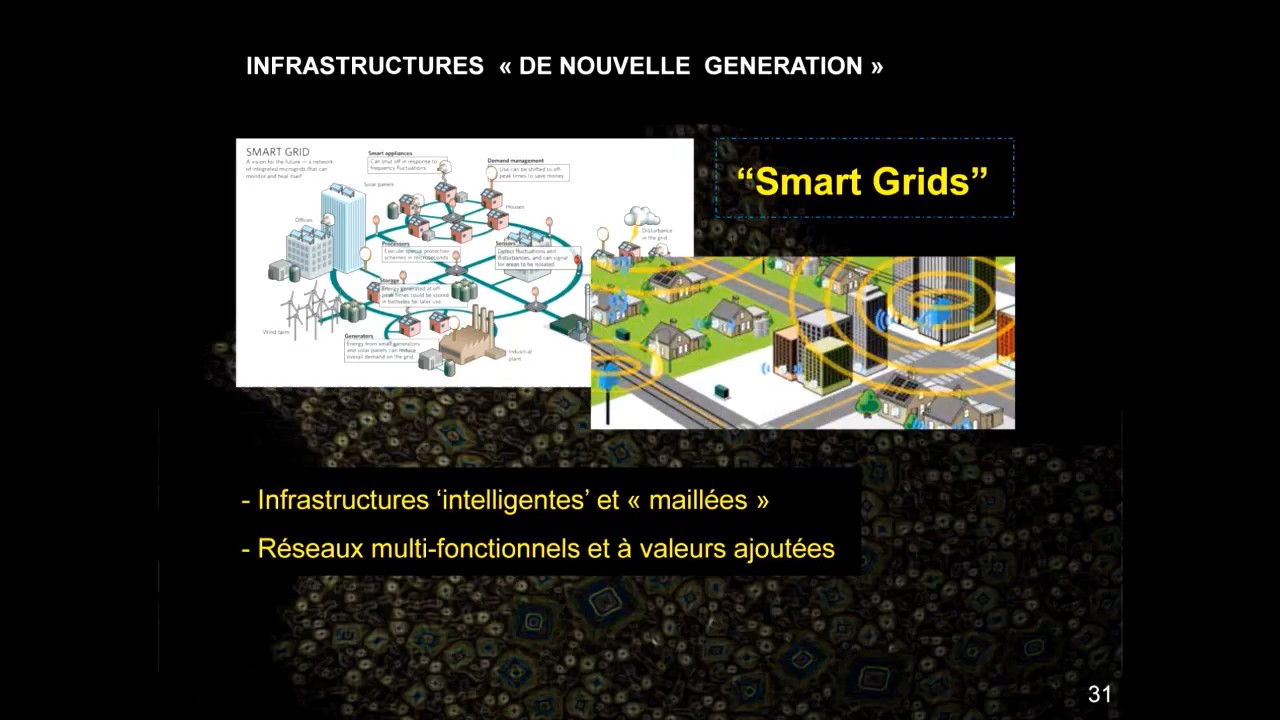 INFRASTRUCTURES « DE NOUVELLE GENERATION »
SMART GRID
A vision for the future — a network
of integrated microgrids that can
monitor and heal itself.
Smart appliances
Can shut off in response to
frequency fluctuations.
Demand management
Use can be shifted to off-
peak times to save money.
“Smart Grids”
Solar panels
Houses
Offices
Disturbance
in the grid
Processors
Execute special protection
schemes in microseconds
Sensors
Detect fluctuations and
disturbances, and can signal
for areas to be isolated.
Storage
Energy generated at off-
peak times could be stored
in batteries for later use
Wind farm
Generators
Energy from small generators
and solar panels can reduce
overall demand on the grid.
Industrial
plant
- Infrastructures ‘intelligentes’ et « maillées »
- Réseaux multi-fonctionnels et à valeurs ajoutées
31